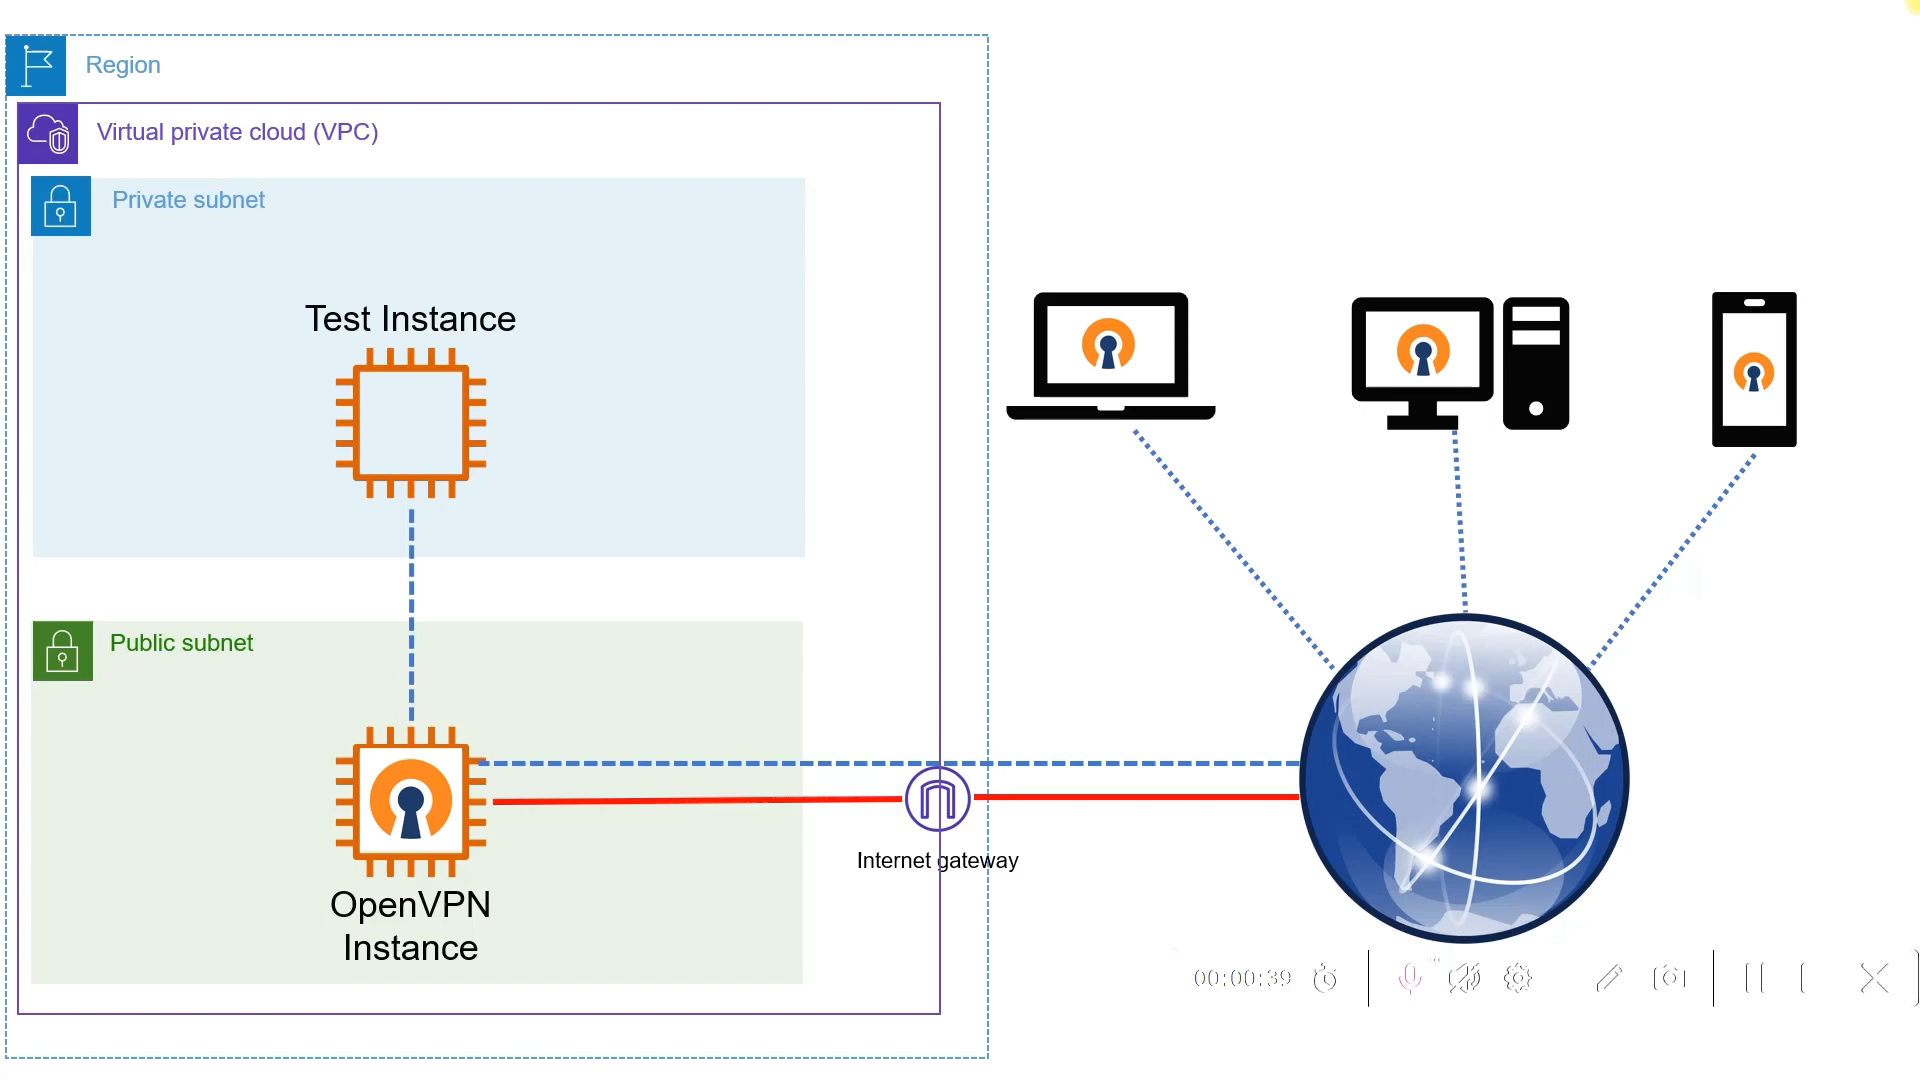 Region
Virtual private cloud (VPC)
Private subnet
Test Instance
Public subnet
OpenVPN
Instance
Internet gateway
00:00:39